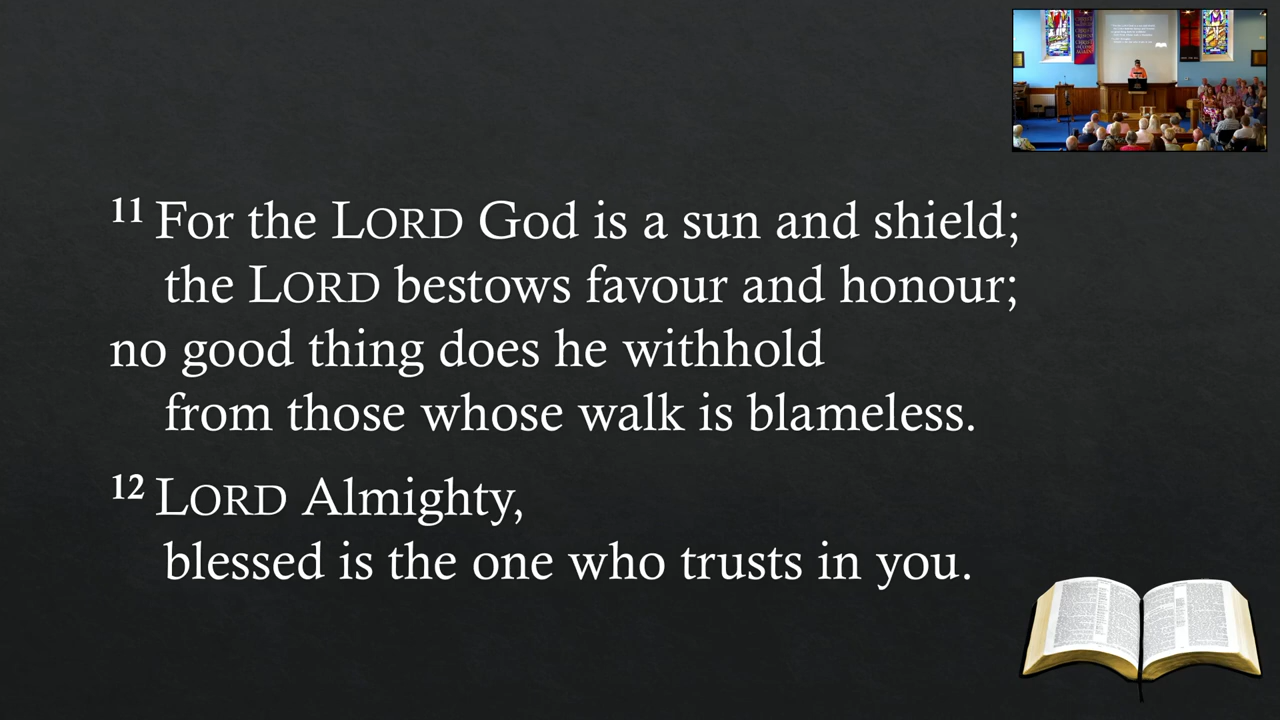 11 For the LORD God is a sun and shield;
the LORD bestows favour and honour;
no good thing does he withhold
from those whose walk is blameless.
12 LORD Almighty,
blessed is the one who trusts in you.